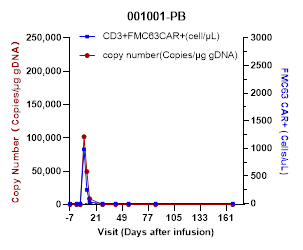 001001-PB
CD3+FMC63CAR+(cell/μL)
copy number(Copies/μg gDNA)
Copy Number ( Copies/μg gDNA)
250,000
200,000
150,000
100,000
50,000
0
3000
2500
2000
1500
1000
500
0
FMC63 CAR+ (Cells/uL)
-7 21 49 77 105 133 161
Visit (Days after infusion)